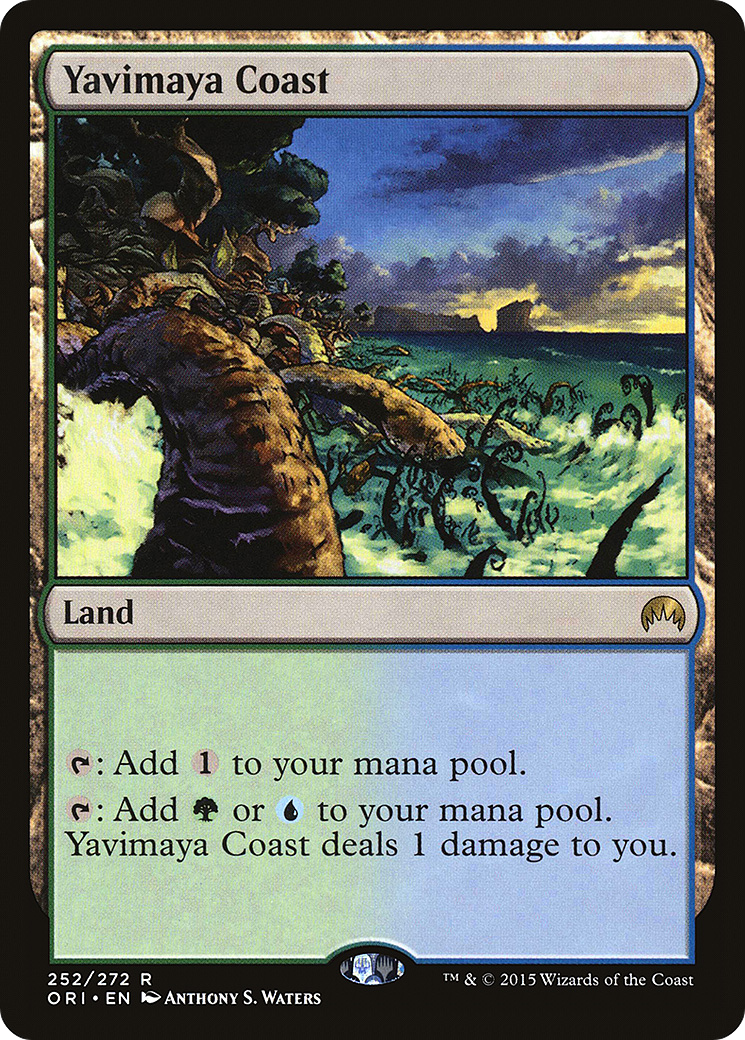 Yavimaya Coast
Land
: Add 1 to your mana pool.
: Add or to your mana pool.
Yavimaya Coast deals 1 damage to you.
252/272 R
ORI • EN Anthony S. Waters
™ & © 2015 Wizards of the Coast